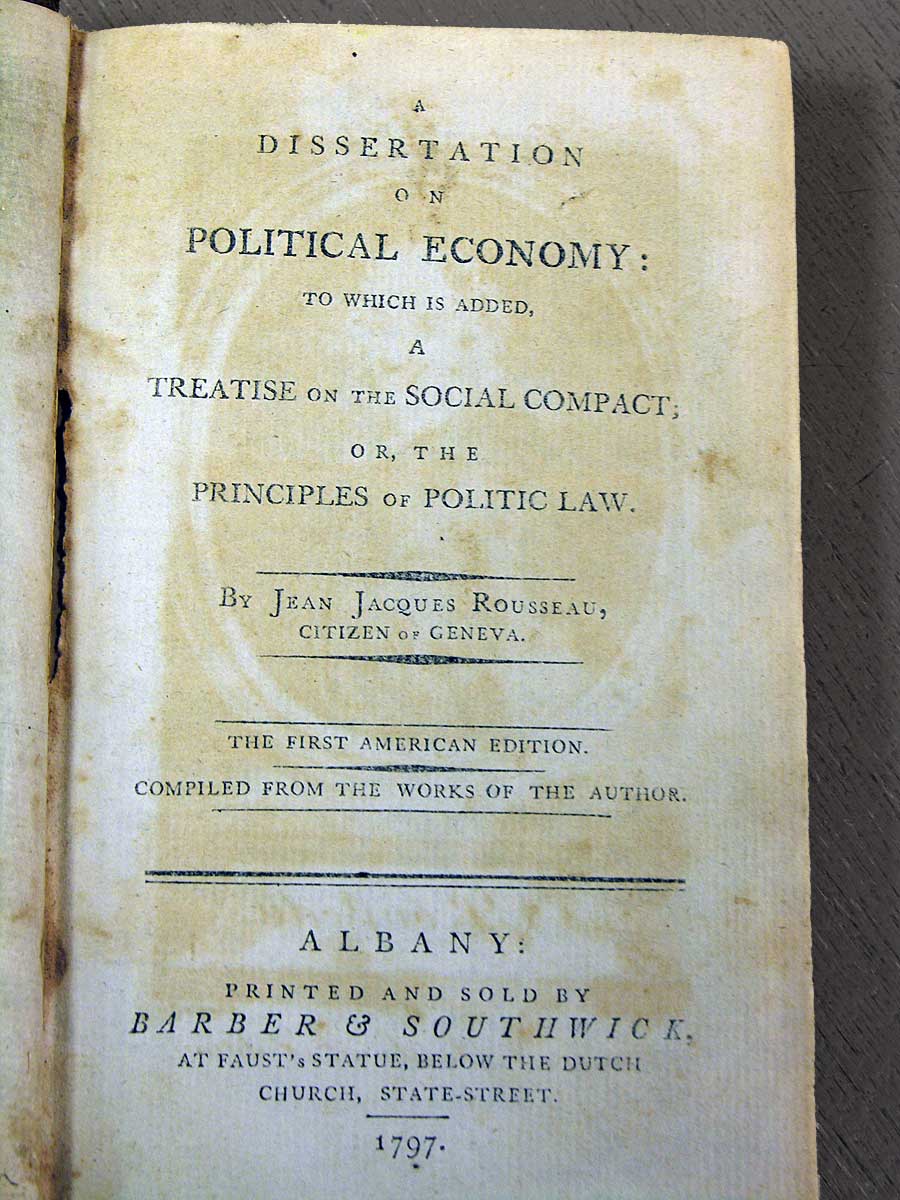 A
DISSERTATION
ON
POLITICAL ECONOMY:
TO WHICH IS ADDED,
A
TREATISE ON THE SOCIAL COMPACT;
OR, THE
PRINCIPLES OF POLITIC LAW.
BY JEAN JACQUES ROUSSEAU,
CITIZEN OF GENEVA.
THE FIRST AMERICAN EDITION.
COMPILED FROM THE WORKS OF THE AUTHOR.
ALBANY:
PRINTED AND SOLD BY
BARBER & SOUTHWICK,
AT FAUST's STATUE, BELOW THE DUTCH
CHURCH, STATE-STREET.
1797.